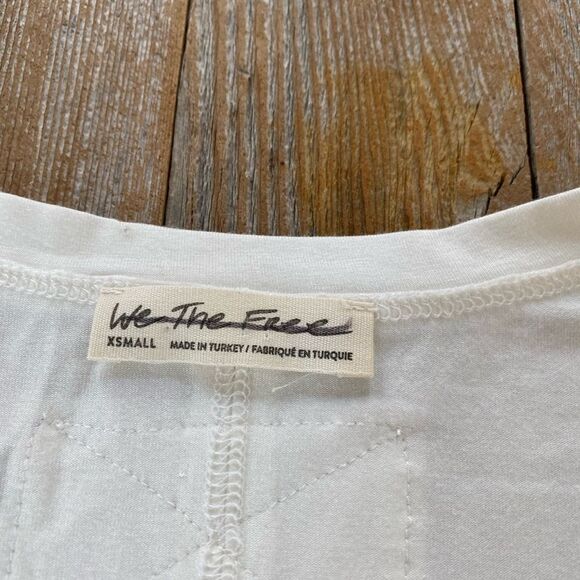 We The Free
XSMALL MADE IN TURKEY / FABRIQUÉ EN TURQUIE